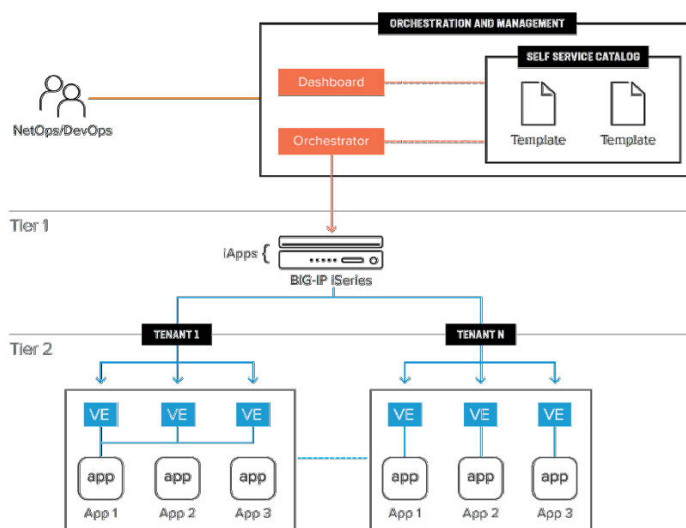 ORCHESTRATION AND MANAGEMENT
SELF SERVICE CATALOG
Dashboard
NetOps/DevOps
Orchestrator
Template
Template
Tier 1
iApps
BIG-IP iSeries
TENANT 1
TENANT N
Tier 2
VE
VE
VE
VE
VE
VE
app
app
app
app
app
app
App 1
App 2
App 3
App 1
App 2
App 3